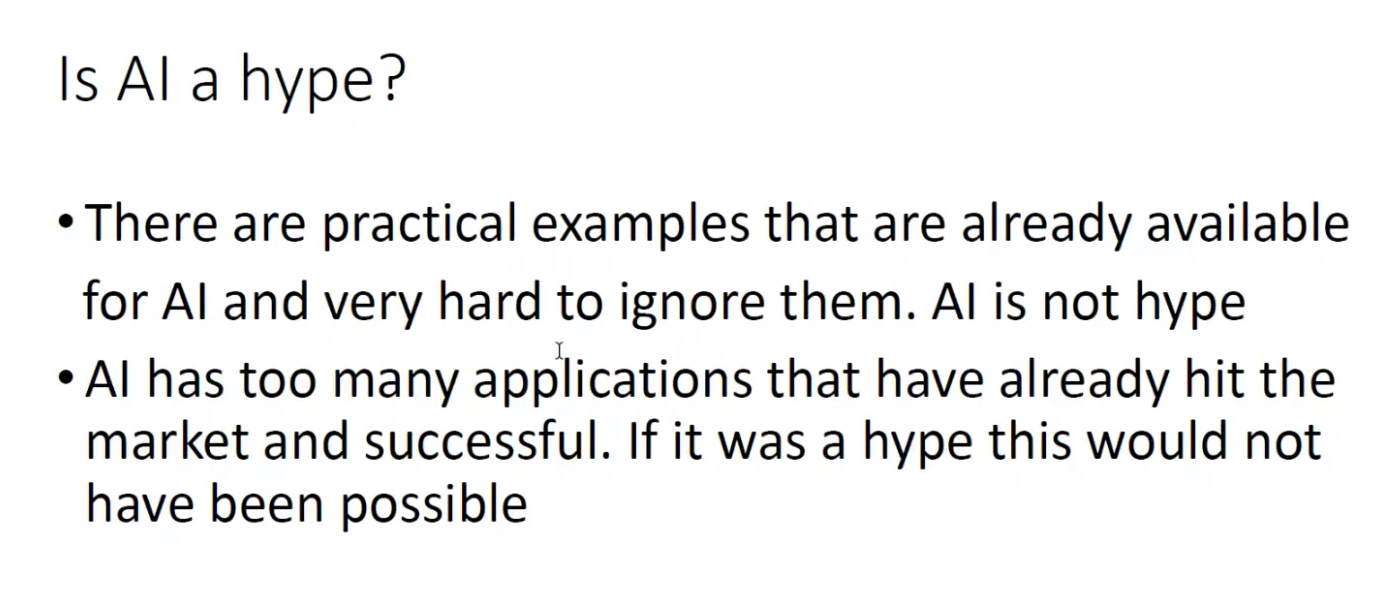 Is AI a hype?
• There are practical examples that are already available
for AI and very hard to ignore them. AI is not hype
• AI has too many applications that have already hit the
market and successful. If it was a hype this would not
have been possible